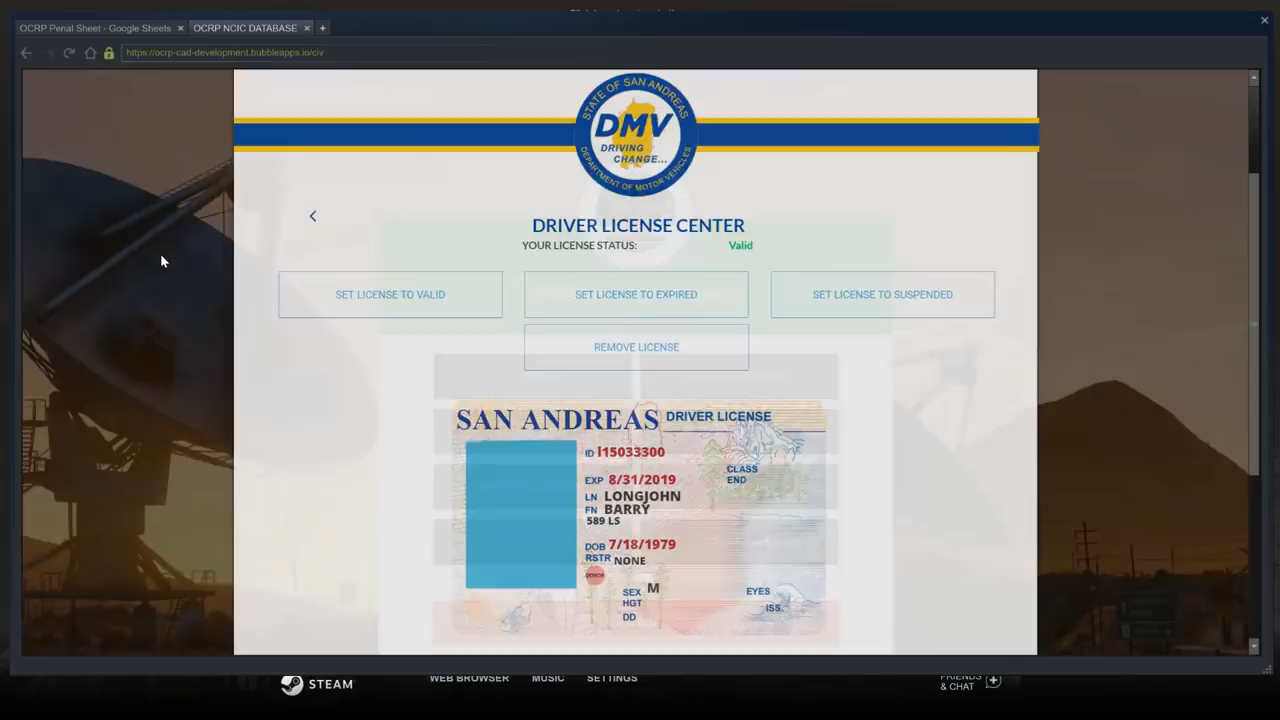 OCRP Penal Sheet - Google Sheets
OCRP NCIC DATABASE
https://ocrp-cad-development.bubbleapps.io/civ
STATE OF SAN ANDREAS
DMV
DRIVING
CHANGE...
DEPARTMENT OF MOTOR VEHICLES
DRIVER LICENSE CENTER
YOUR LICENSE STATUS: Valid
SET LICENSE TO VALID
SET LICENSE TO EXPIRED
SET LICENSE TO SUSPENDED
REMOVE LICENSE
SAN ANDREAS DRIVER LICENSE
ID l15033300
CLASS
EXP 8/31/2019
END
LN LONGJOHN
FN BARRY
589 LS
DOB 7/18/1979
RSTR NONE
DONOR
SEX M
EYES
HGT
ISS.
DD
STEAM
WEB BROWSER
MUSIC
SETTINGS
FRIENDS
& CHAT